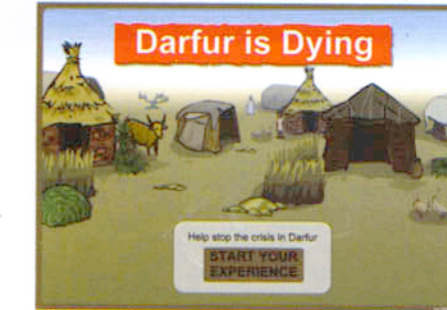 Darfur is Dying
Help stop the crisis in Darfur
START YOUR
EXPERIENCE